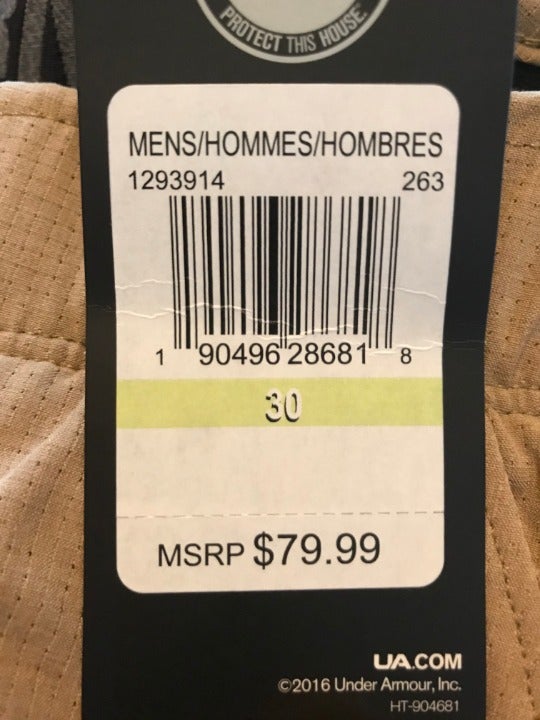 PROTECT THIS HOUSE
MENS/HOMMES/HOMBRES
1293914 263
1 90496 28681 8
30
MSRP $79.99
UA.COM
©2016 Under Armour, Inc.
HT-904681